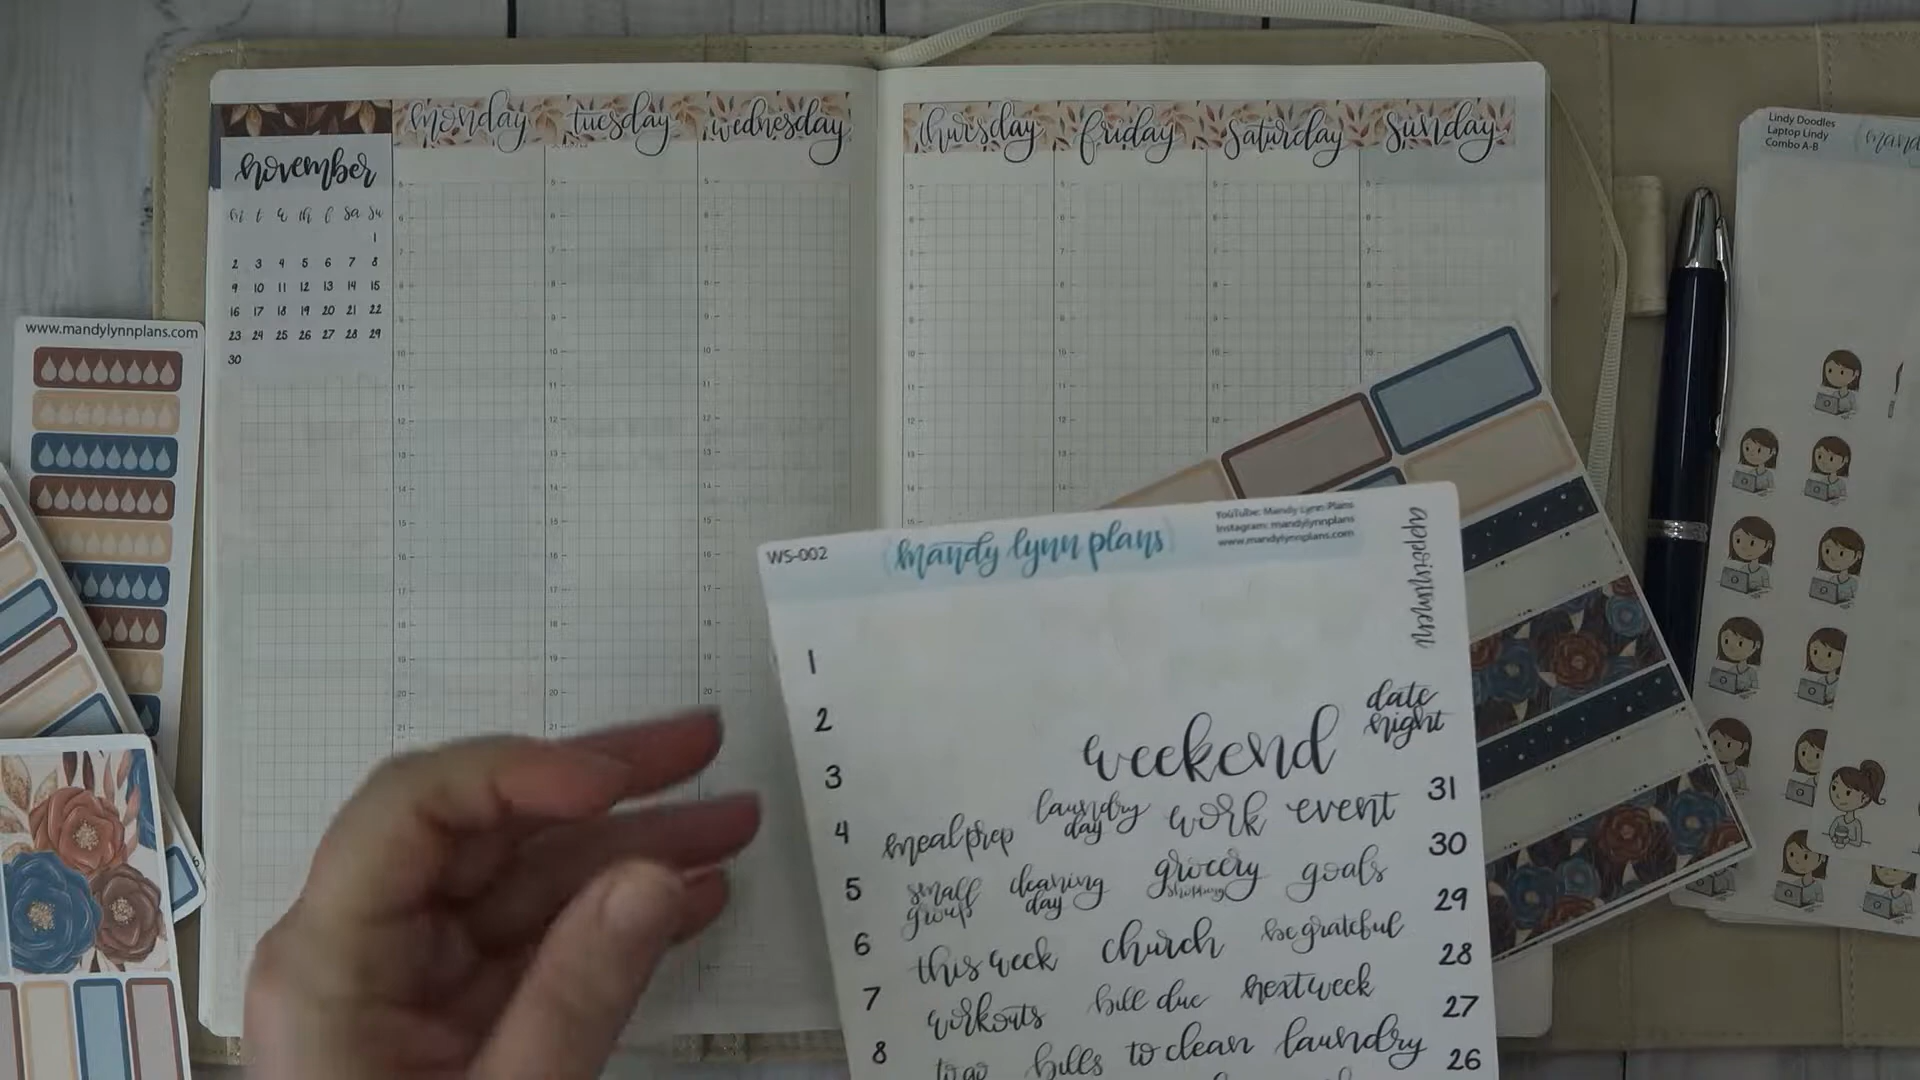 monday tuesday wednesday thursday friday saturday sunday
november
m t w th f sa su
1
2 3 4 5 6 7 8
9 10 11 12 13 14 15
16 17 18 19 20 21 22
23 24 25 26 27 28 29
30
www.mandylynnplans.com
Lindy Doodles
Laptop Lindy
Combo A-B
WS-002
mandy lynn plans
YouTube: Mandy Lynn Plans
Instagram: mandylynnplans
www.mandylynnplans.com
appointment
1
2
3
4
5
6
7
8
weekend
date
night
meal prep
laundry
day
work
event
small
group
cleaning
day
grocery
shopping
goals
this week
church
be grateful
workouts
bill due
next week
to go
bills
to clean
laundry
31
30
29
28
27
26